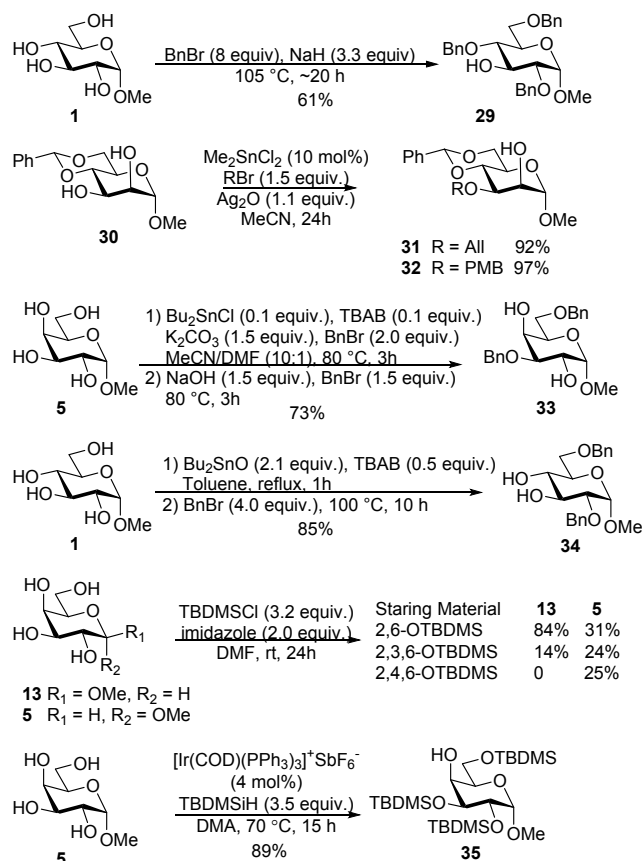 HO
HO
HO
HO
O
OMe
1
BnBr (8 equiv), NaH (3.3 equiv)
105 °C, ~20 h
61%
OBn
BnO
HO
O
BnO
OMe
29
Ph
O
O
HO
O
HO
OMe
30
Me2SnCl2 (10 mol%)
RBr (1.5 equiv.)
Ag2O (1.1 equiv.)
MeCN, 24h
Ph
O
O
HO
O
RO
OMe
31 R = All 92%
32 R = PMB 97%
HO OH
O
HO
HO
OMe
5
1) Bu2SnCl (0.1 equiv.), TBAB (0.1 equiv.)
K2CO3 (1.5 equiv.), BnBr (2.0 equiv.)
MeCN/DMF (10:1), 80 °C, 3h
2) NaOH (1.5 equiv.), BnBr (1.5 equiv.)
80 °C, 3h
73%
HO OBn
O
BnO
HO
OMe
33
OH
HO
HO
O
HO
OMe
1
1) Bu2SnO (2.1 equiv.), TBAB (0.5 equiv.)
Toluene, reflux, 1h
2) BnBr (4.0 equiv.), 100 °C, 10 h
85%
OBn
HO
HO
O
BnO
OMe
34
HO OH
O
HO
R1
HO
R2
13 R1 = OMe, R2 = H
5 R1 = H, R2 = OMe
TBDMSCl (3.2 equiv.)
imidazole (2.0 equiv.)
DMF, rt, 24h
Staring Material 13 5
2,6-OTBDMS 84% 31%
2,3,6-OTBDMS 14% 24%
2,4,6-OTBDMS 0 25%
HO OH
O
HO
HO
OMe
5
[Ir(COD)(PPh3)3]+SbF6-
(4 mol%)
TBDMSiH (3.5 equiv.)
DMA, 70 °C, 15 h
89%
HO OTBDMS
O
TBDMSO
TBDMSO
OMe
35